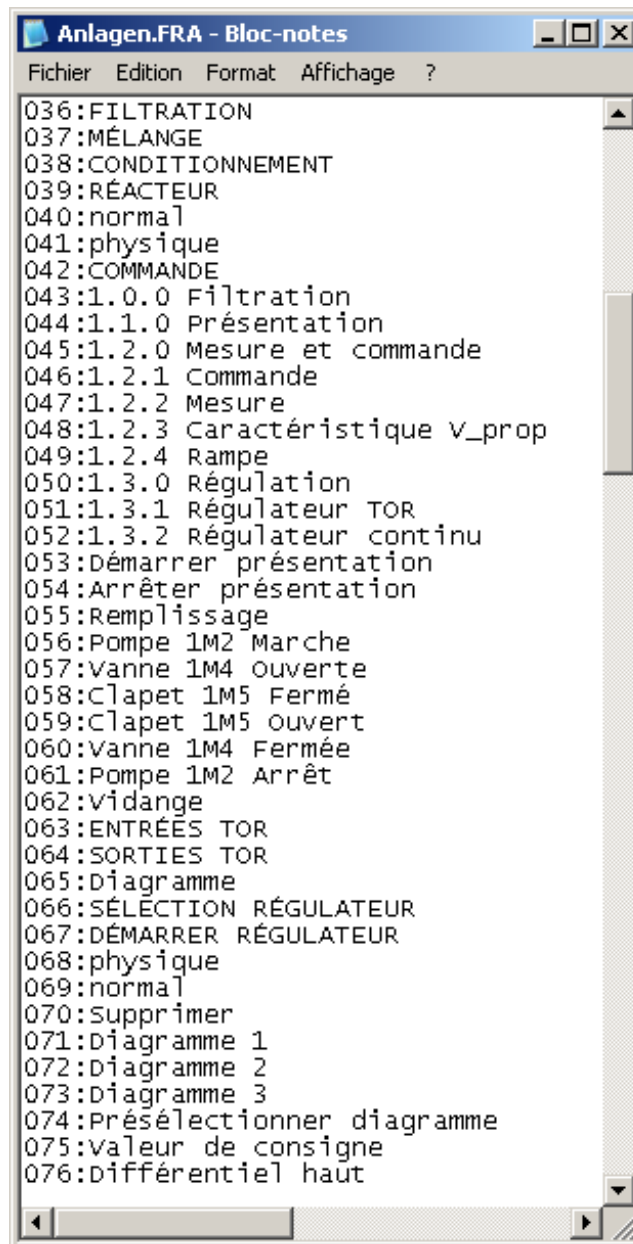 Anlagen.FRA - Bloc-notes
Fichier Edition Format Affichage ?
036:FILTRATION
037:MÉLANGE
038:CONDITIONNEMENT
039:RÉACTEUR
040:normal
041:physique
042:COMMANDE
043:1.0.0 Filtration
044:1.1.0 Présentation
045:1.2.0 Mesure et commande
046:1.2.1 Commande
047:1.2.2 Mesure
048:1.2.3 Caractéristique V_prop
049:1.2.4 Rampe
050:1.3.0 Régulation
051:1.3.1 Régulateur TOR
052:1.3.2 Régulateur continu
053:Démarrer présentation
054:Arrêter présentation
055:Remplissage
056:Pompe 1M2 Marche
057:Vanne 1M4 Ouverte
058:Clapet 1M5 Fermé
059:Clapet 1M5 Ouvert
060:Vanne 1M4 Fermée
061:Pompe 1M2 Arrêt
062:Vidange
063:ENTRÉES TOR
064:SORTIES TOR
065:Diagramme
066:SÉLECTION RÉGULATEUR
067:DÉMARRER RÉGULATEUR
068:physique
069:normal
070:Supprimer
071:Diagramme 1
072:Diagramme 2
073:Diagramme 3
074:Présélectionner diagramme
075:Valeur de consigne
076:Différentiel haut